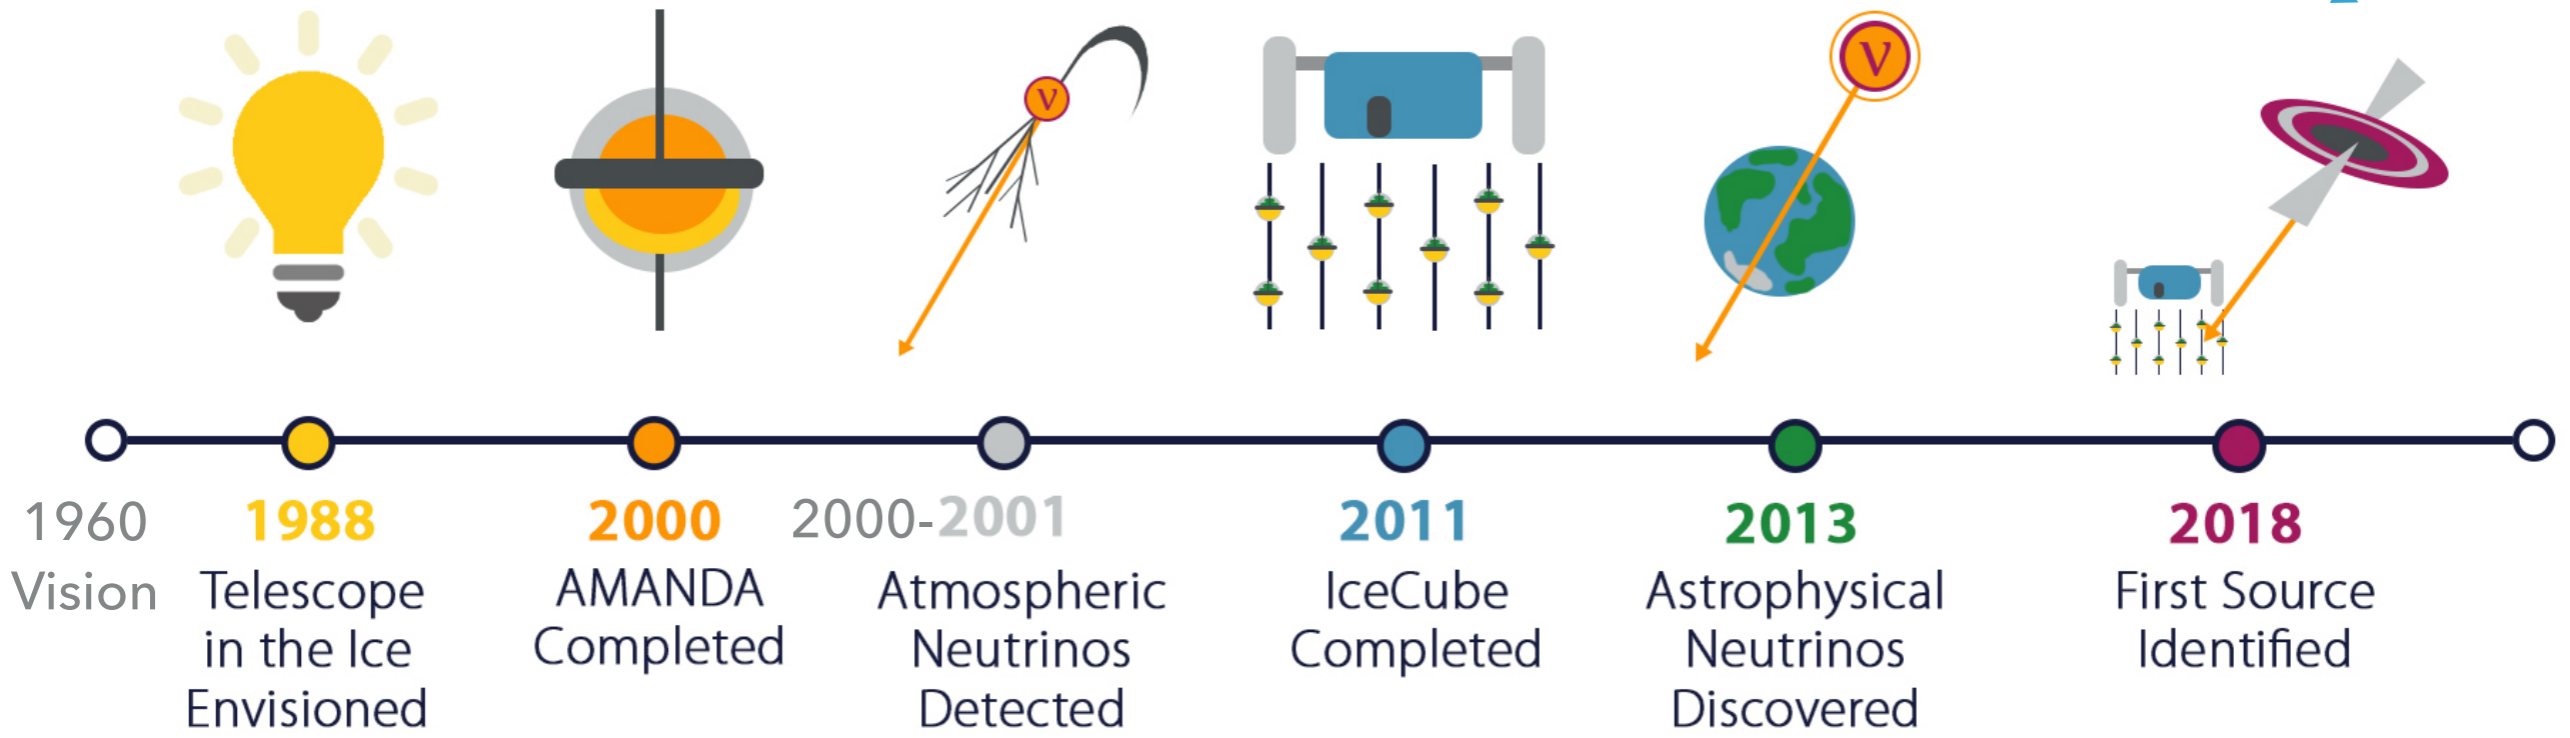 ν
ν
1960
Vision
1988
Telescope
in the Ice
Envisioned
2000
AMANDA
Completed
2000-2001
Atmospheric
Neutrinos
Detected
2011
IceCube
Completed
2013
Astrophysical
Neutrinos
Discovered
2018
First Source
Identified